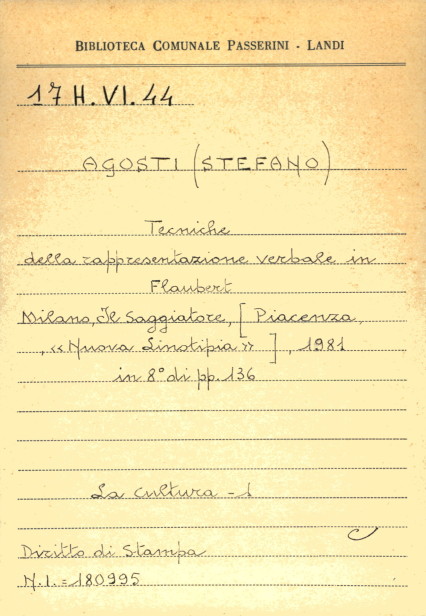 BIBLIOTECA COMUNALE PASSERINI - LANDI
17 H. VI. 44
AGOSTI (STEFANO)
Tecniche
della rappresentazione verbale in
Flaubert
Milano, Il Saggiatore, [Piacenza,
, «Nuova Linotipia»], 1981
in 8° di pp. 136
La cultura - 1
Diritto di Stampa
N.I. = 180995